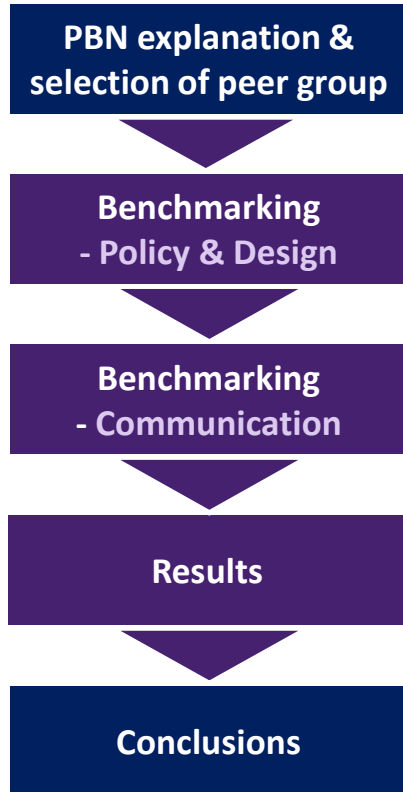 PBN explanation &
selection of peer group
Benchmarking
- Policy & Design
Benchmarking
- Communication
Results
Conclusions